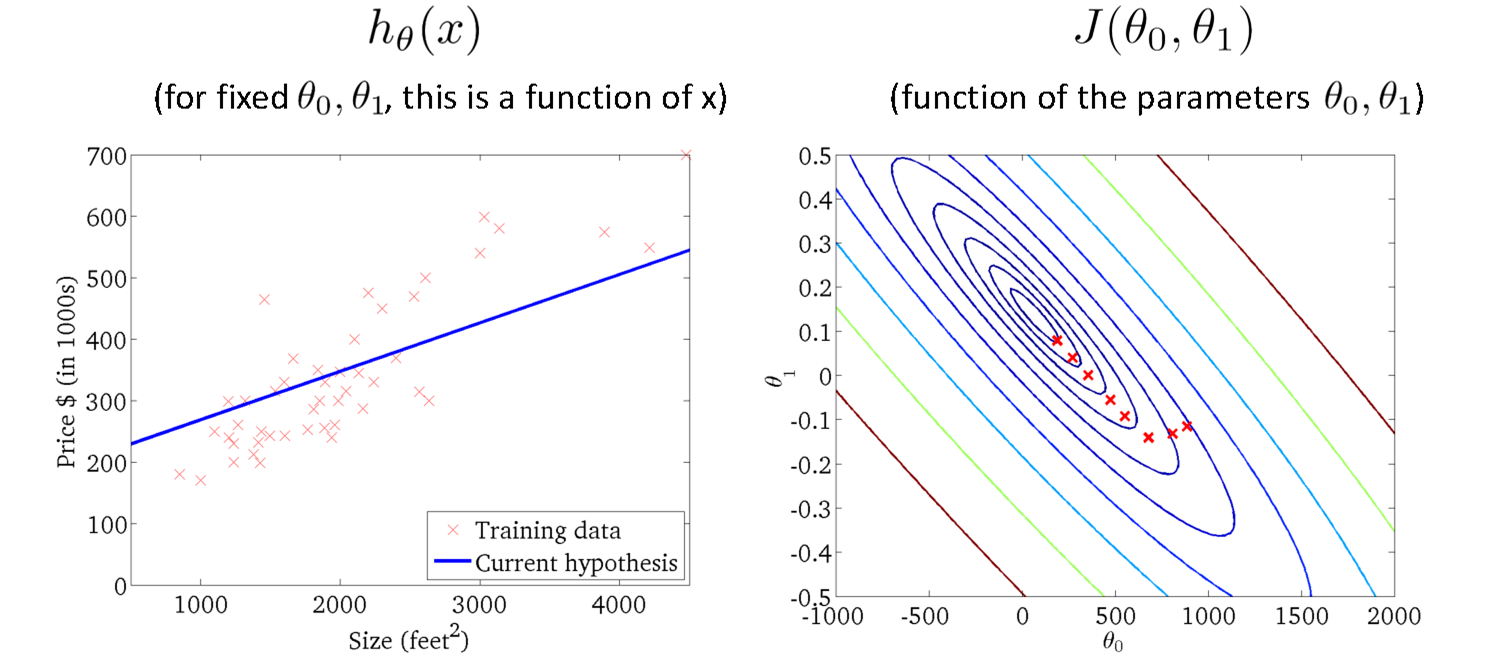 hθ(x)
(for fixed θ0, θ1, this is a function of x)
700
600
500
400
300
200
100
0
Price $ (in 1000s)
1000 2000 3000 4000
Size (feet²)
Training data
Current hypothesis
J(θ0, θ1)
(function of the parameters θ0, θ1)
0.5
0.4
0.3
0.2
0.1
0
-0.1
-0.2
-0.3
-0.4
-0.5
θ1
-1000 -500 0 500 1000 1500 2000
θ0